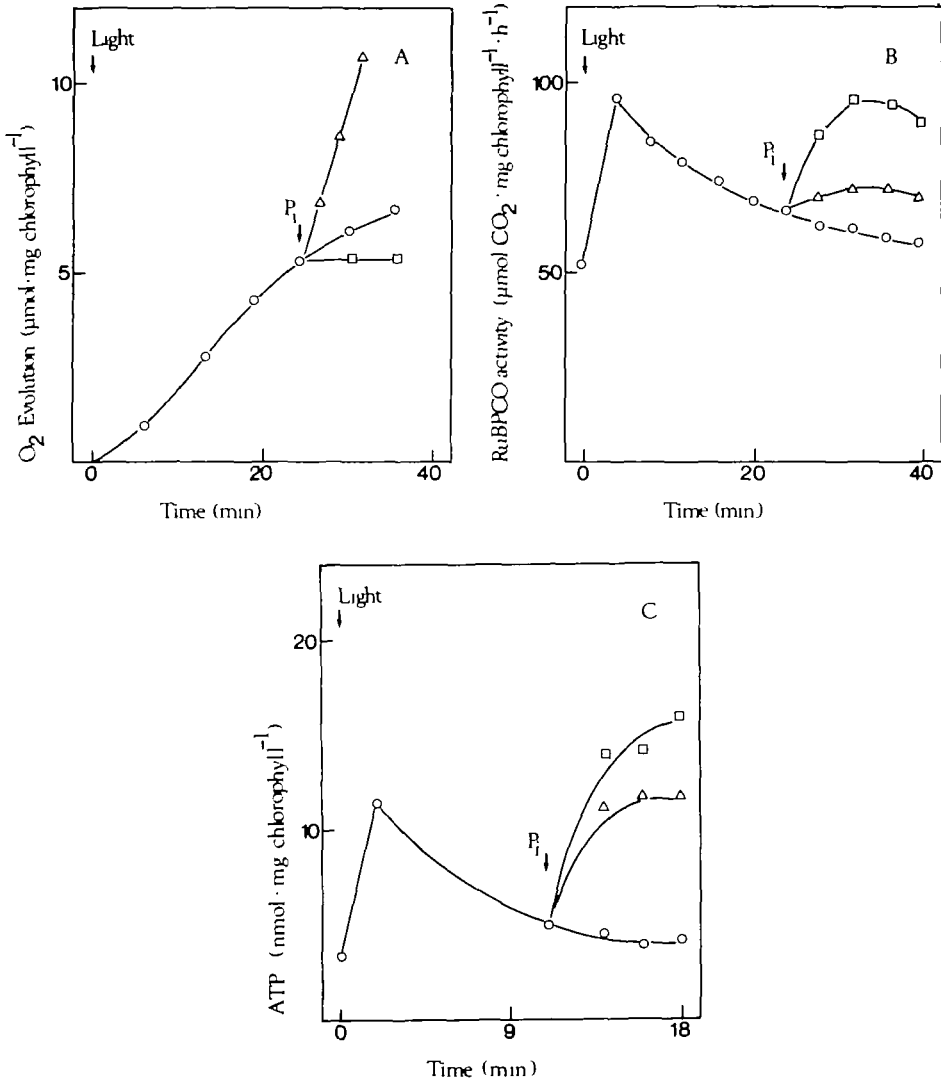 Light
A
10
5
P₁
O₂ Evolution (µmol·mg chlorophyll⁻¹)
0
20
40
Time (min)
Light
B
100
50
Pᵢ
RuBPCO activity (µmol CO₂·mg chlorophyll⁻¹·h⁻¹)
0
20
40
Time (min)
Light
C
20
10
Pᵢ
ATP (nmol·mg chlorophyll⁻¹)
0
9
18
Time (min)